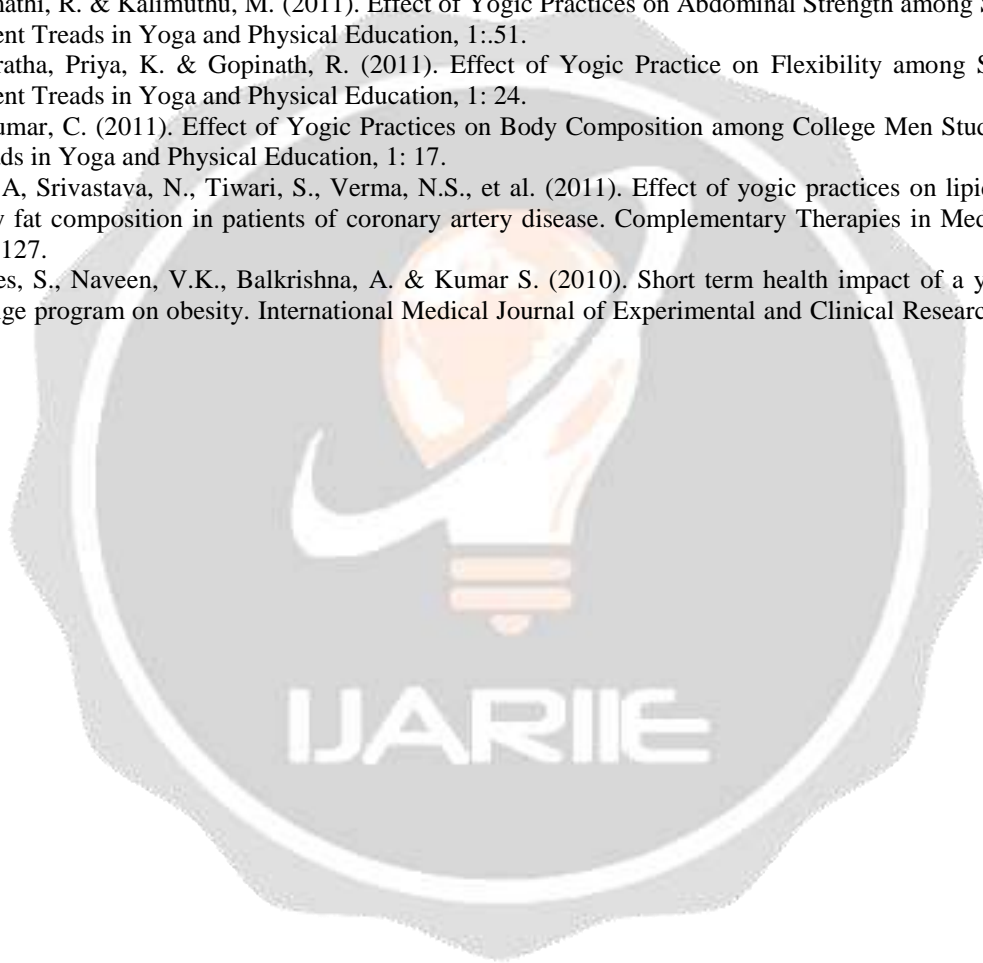 nathi, R. & Kalimuthu, M. (2011). Effect of Yogic Practices on Abdominal Strength among S
ent Treads in Yoga and Physical Education, 1:.51.
ratha, Priya, K. & Gopinath, R. (2011). Effect of Yogic Practice on Flexibility among S
ent Treads in Yoga and Physical Education, 1: 24.
umar, C. (2011). Effect of Yogic Practices on Body Composition among College Men Stud
ds in Yoga and Physical Education, 1: 17.
A, Srivastava, N., Tiwari, S., Verma, N.S., et al. (2011). Effect of yogic practices on lipid
y fat composition in patients of coronary artery disease. Complementary Therapies in Med
127.
es, S., Naveen, V.K., Balkrishna, A. & Kumar S. (2010). Short term health impact of a y
ge program on obesity. International Medical Journal of Experimental and Clinical Researc
IJARIIE